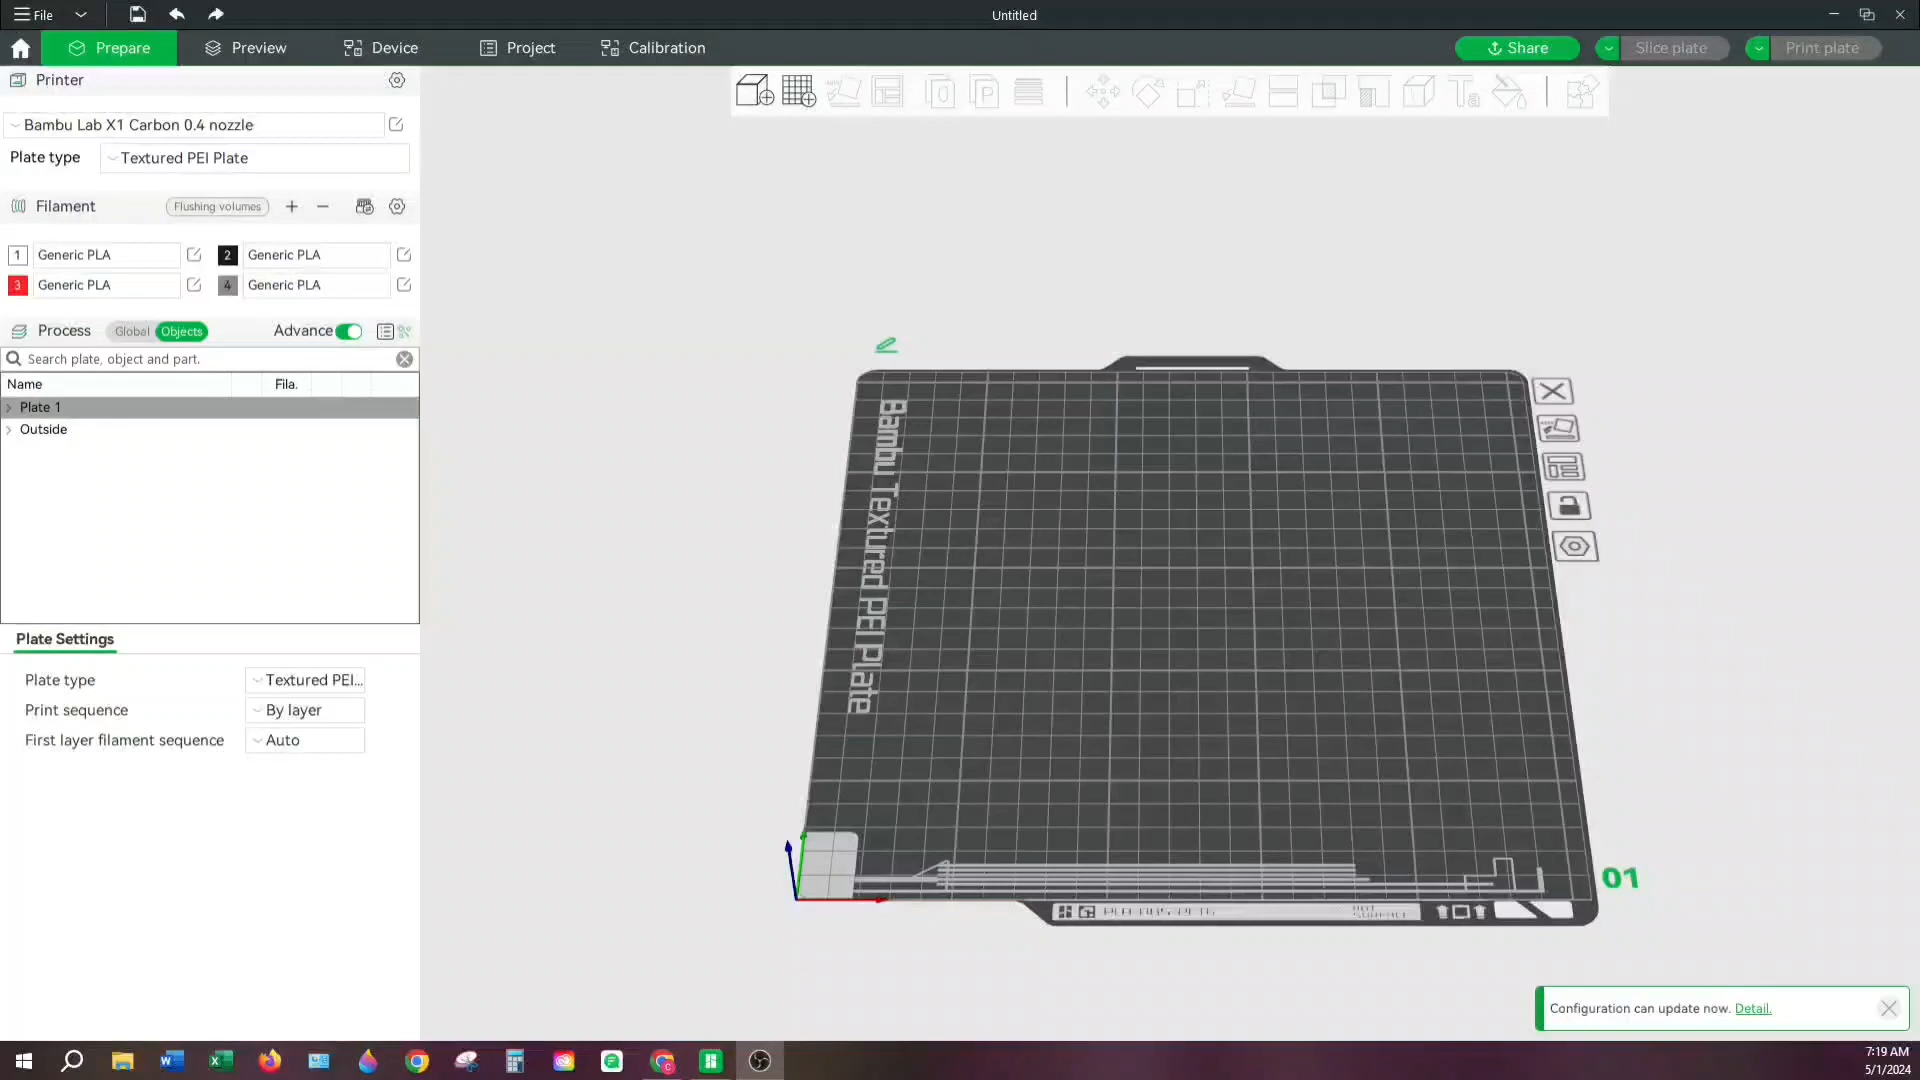 File
Untitled
Prepare
Preview
Device
Project
Calibration
Share
Slice plate
Print plate
Printer
Bambu Lab X1 Carbon 0.4 nozzle
Plate type
Textured PEI Plate
Filament
Flushing volumes
1 Generic PLA
2 Generic PLA
3 Generic PLA
4 Generic PLA
Process
Global
Objects
Advance
Search plate, object and part.
Name
Fila.
Plate 1
Outside
Plate Settings
Plate type
Textured PEI...
Print sequence
By layer
First layer filament sequence
Auto
Bambu Textured PEI Plate
01
Configuration can update now. Detail.
7:19 AM
5/1/2024